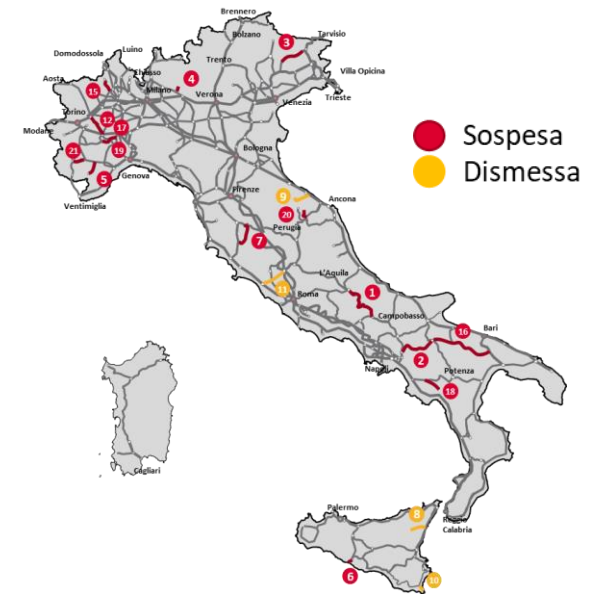 Brennero
Bolzano
3
Tarvisio
Domodossola
Luino
Trento
Chiasso
4
Villa Opicina
Aosta
15
Milano
Verona
Trieste
Venezia
Torino
12
17
Modane
21
19
Bologna
Genova
5
Ventimiglia
Firenze
9
Ancona
20
Perugia
7
L'Aquila
11
Roma
1
Campobasso
16
Bari
2
Napoli
Potenza
18
Cagliari
Palermo
8
Reggio
Calabria
6
10
Sospesa
Dismessa